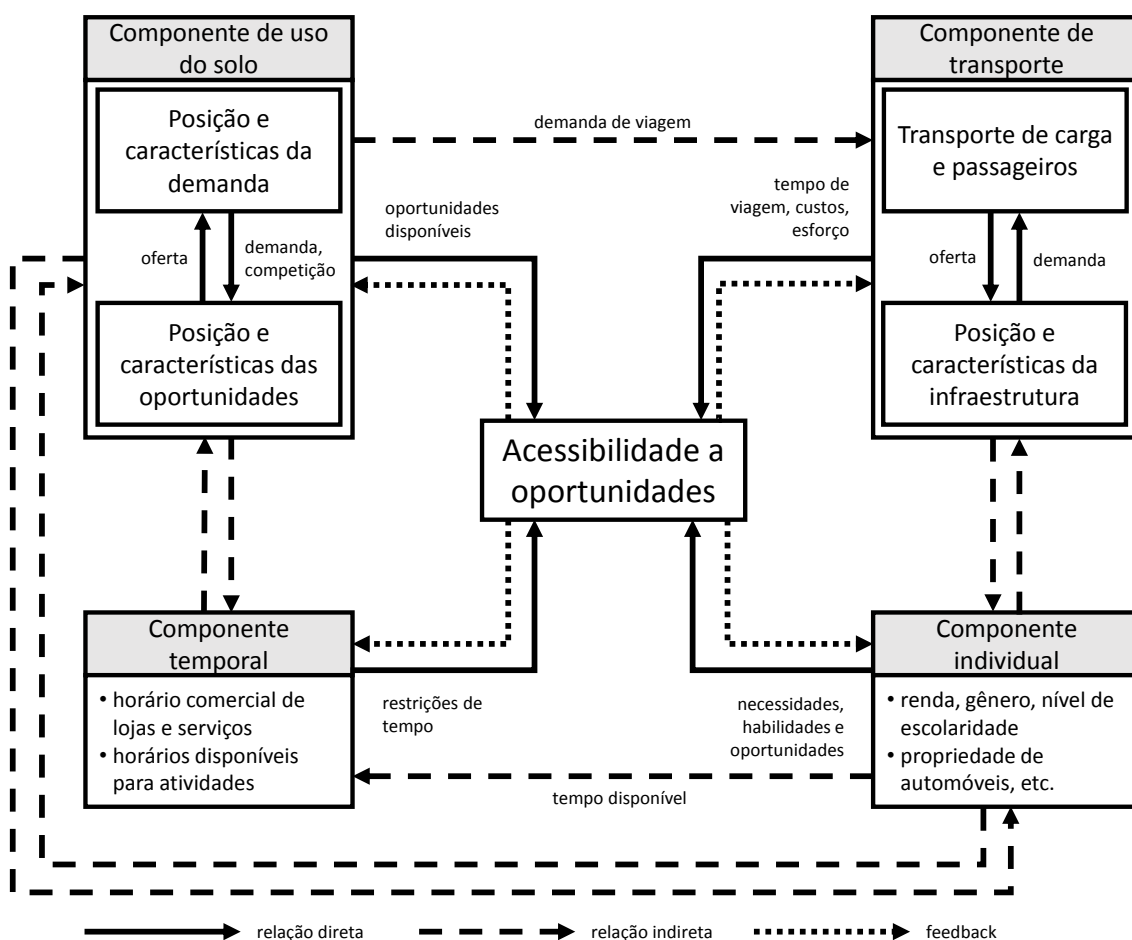 Componente de uso
do solo
Posição e
características da
demanda
oferta
demanda,
competição
Posição e
características das
oportunidades
demanda de viagem
oportunidades
disponíveis
tempo de
viagem, custos,
esforço
Componente de
transporte
Transporte de carga
e passageiros
oferta
demanda
Posição e
características da
infraestrutura
Acessibilidade a
oportunidades
Componente
temporal
• horário comercial de
lojas e serviços
• horários disponíveis
para atividades
restrições de
tempo
necessidades,
habilidades e
oportunidades
tempo disponível
Componente
individual
• renda, gênero, nível de
escolaridade
• propriedade de
automóveis, etc.
relação direta
relação indireta
feedback